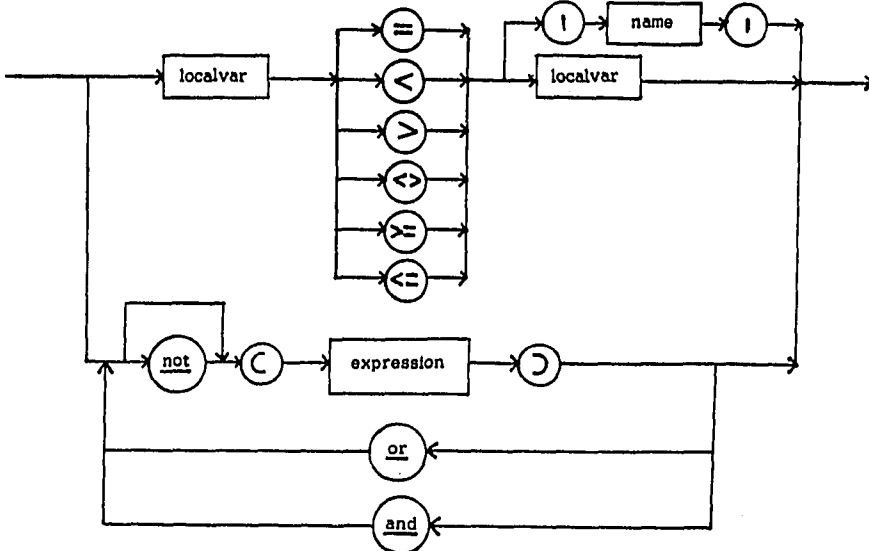 ' name '
localvar = localvar
<
>
<>
>=
<=
not ( expression )
or
and